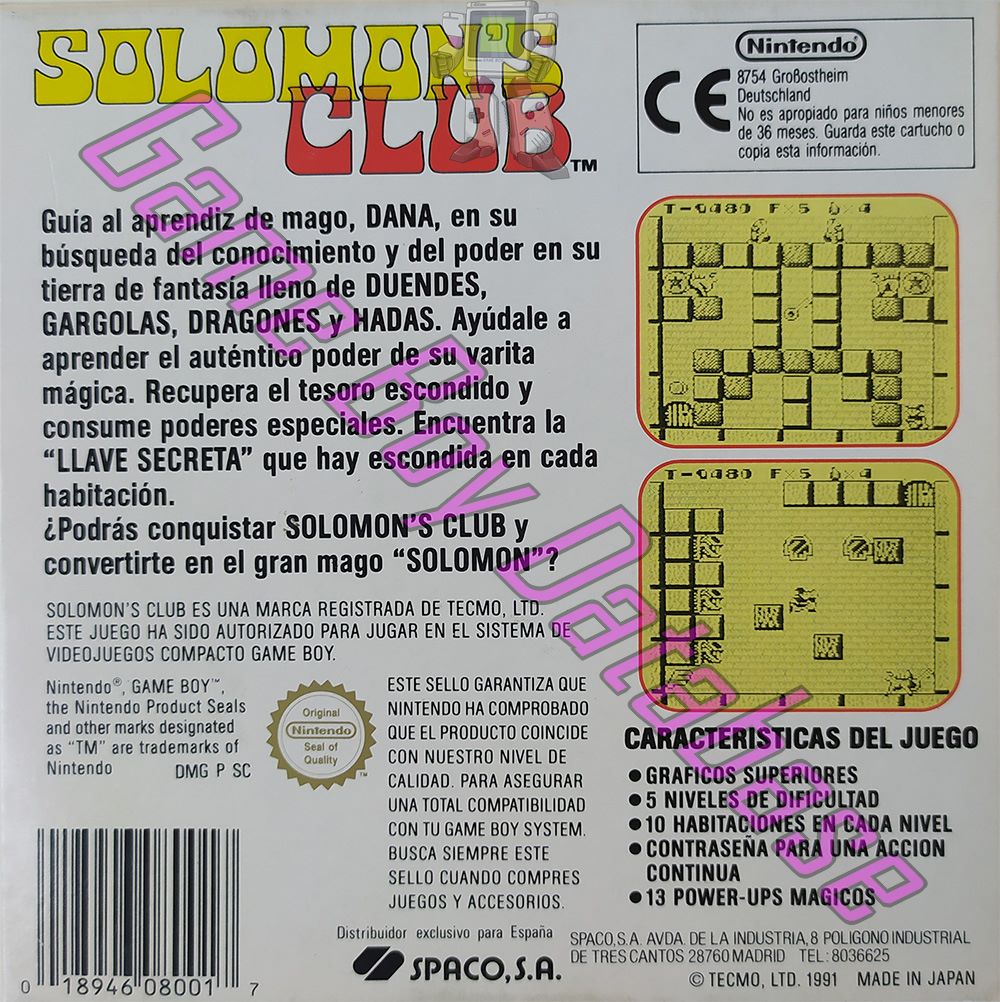 SOLOMON'S
CLUB™
Nintendo
CE
8754 Großostheim
Deutschland
No es apropiado para niños menores
de 36 meses. Guarda este cartucho o
copia esta información.
Guía al aprendiz de mago, DANA, en su
búsqueda del conocimiento y del poder en su
tierra de fantasía lleno de DUENDES,
GARGOLAS, DRAGONES y HADAS. Ayúdale a
aprender el auténtico poder de su varita
mágica. Recupera el tesoro escondido y
consume poderes especiales. Encuentra la
“LLAVE SECRETA” que hay escondida en cada
habitación.
¿Podrás conquistar SOLOMON'S CLUB y
convertirte en el gran mago “SOLOMON”?
T-9480 F×5 ×4
T-9480 F×5 ×4
SOLOMON'S CLUB ES UNA MARCA REGISTRADA DE TECMO, LTD.
ESTE JUEGO HA SIDO AUTORIZADO PARA JUGAR EN EL SISTEMA DE
VIDEOJUEGOS COMPACTO GAME BOY.
Nintendo®, GAME BOY™,
the Nintendo Product Seals
and other marks designated
as “TM” are trademarks of
Nintendo DMG P SC
Original
Nintendo
Seal of
Quality
™
ESTE SELLO GARANTIZA QUE
NINTENDO HA COMPROBADO
QUE EL PRODUCTO COINCIDE
CON NUESTRO NIVEL DE
CALIDAD. PARA ASEGURAR
UNA TOTAL COMPATIBILIDAD
CON TU GAME BOY SYSTEM.
BUSCA SIEMPRE ESTE
SELLO CUANDO COMPRES
JUEGOS Y ACCESORIOS.
CARACTERISTICAS DEL JUEGO
• GRAFICOS SUPERIORES
• 5 NIVELES DE DIFICULTAD
• 10 HABITACIONES EN CADA NIVEL
• CONTRASEÑA PARA UNA ACCION
CONTINUA
• 13 POWER-UPS MAGICOS
0 18946 08001 7
Distribuidor exclusivo para España
SPACO, S.A.
SPACO, S.A. AVDA. DE LA INDUSTRIA, 8 POLIGONO INDUSTRIAL
DE TRES CANTOS 28760 MADRID TEL: 8036625
© TECMO, LTD. 1991 MADE IN JAPAN
Game Boy Database